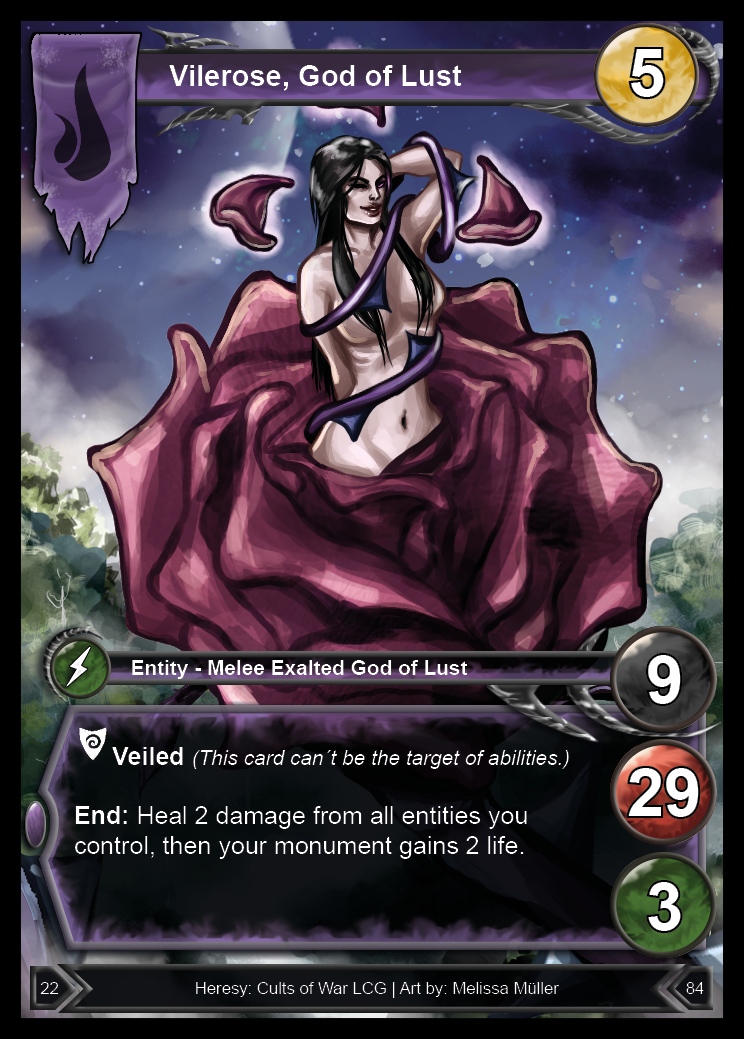 Vilerose, God of Lust
5
Entity - Melee Exalted God of Lust
9
Veiled (This card can´t be the target of abilities.)
29
End: Heal 2 damage from all entities you
control, then your monument gains 2 life.
3
22
Heresy: Cults of War LCG | Art by: Melissa Müller
84